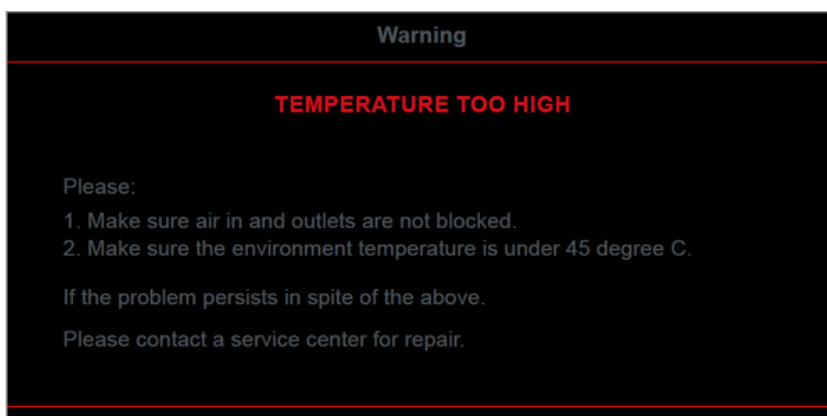 Warning
TEMPERATURE TOO HIGH
Please:
1. Make sure air in and outlets are not blocked.
2. Make sure the environment temperature is under 45 degree C.
If the problem persists in spite of the above.
Please contact a service center for repair.